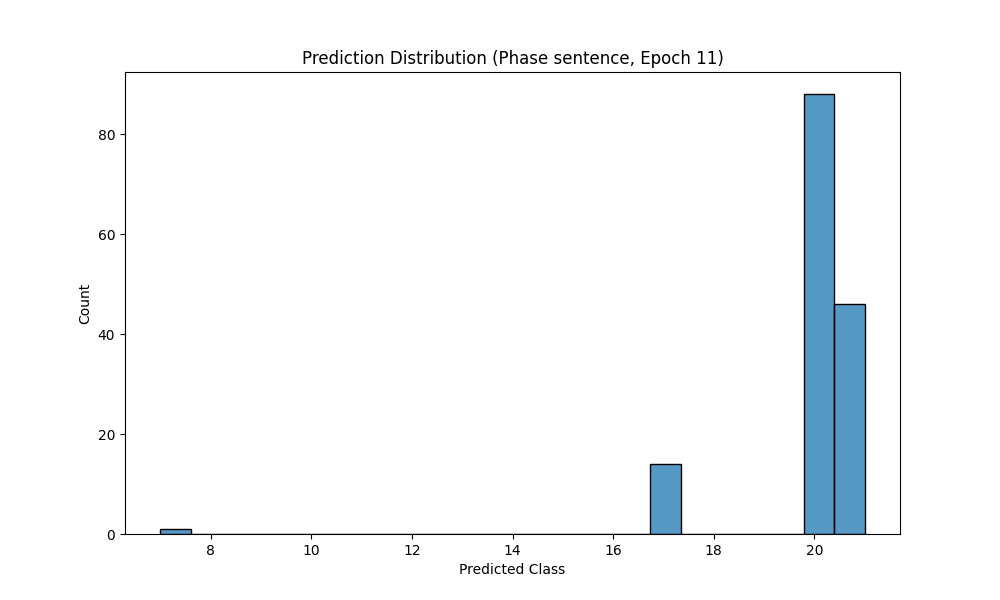 Prediction Distribution (Phase sentence, Epoch 11)
Count
80
60
40
20
0
8 10 12 14 16 18 20
Predicted Class